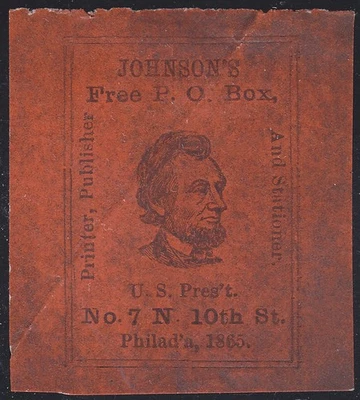 JOHNSON'S
Free P. O. Box,
Printer, Publisher
And Stationer,
U. S. Pres't.
No. 7 N. 10th St.
Philad'a, 1865.